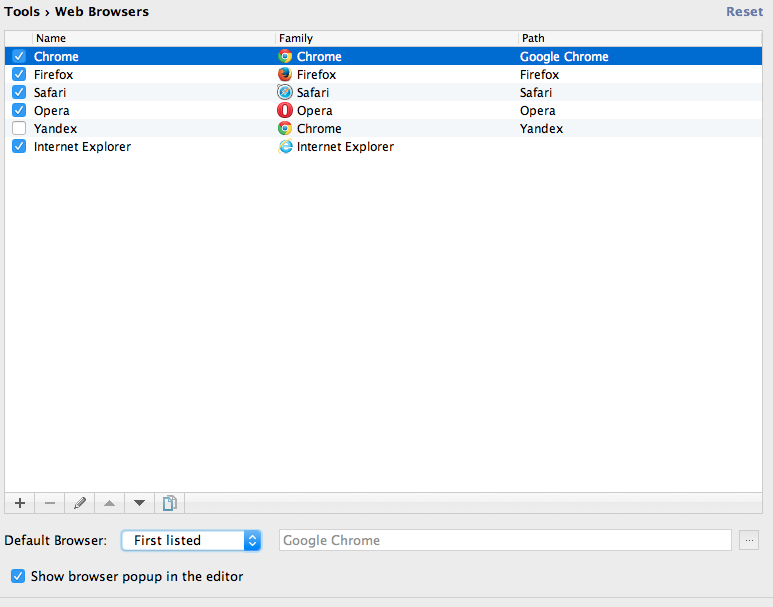 Tools › Web Browsers Reset
Name Family Path
Chrome Chrome Google Chrome
Firefox Firefox Firefox
Safari Safari Safari
Opera Opera Opera
Yandex Chrome Yandex
Internet Explorer Internet Explorer
Default Browser: First listed Google Chrome ...
Show browser popup in the editor